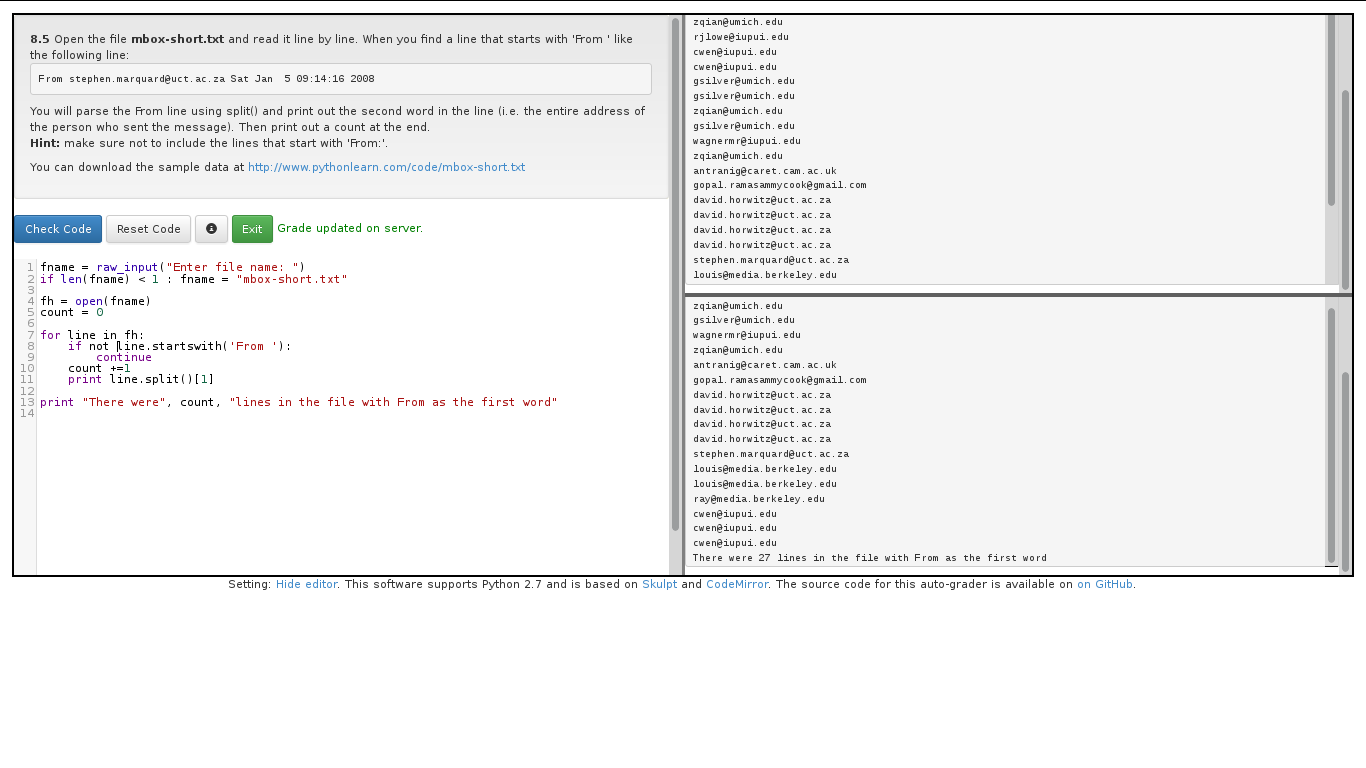 8.5 Open the file mbox-short.txt and read it line by line. When you find a line that starts with 'From ' like
the following line:
From stephen.marquard@uct.ac.za Sat Jan  5 09:14:16 2008
You will parse the From line using split() and print out the second word in the line (i.e. the entire address of
the person who sent the message). Then print out a count at the end.
Hint: make sure not to include the lines that start with 'From:'.
You can download the sample data at http://www.pythonlearn.com/code/mbox-short.txt
Check Code Reset Code Exit Grade updated on server.
1 fname = raw_input("Enter file name: ")
2 if len(fname) < 1 : fname = "mbox-short.txt"
3
4 fh = open(fname)
5 count = 0
6
7 for line in fh:
8     if not line.startswith('From '):
9         continue
10     count +=1
11     print line.split()[1]
12
13 print "There were", count, "lines in the file with From as the first word"
14
zqian@umich.edu
rjlowe@iupui.edu
cwen@iupui.edu
cwen@iupui.edu
gsilver@umich.edu
gsilver@umich.edu
zqian@umich.edu
gsilver@umich.edu
wagnermr@iupui.edu
zqian@umich.edu
antranig@caret.cam.ac.uk
gopal.ramasammycook@gmail.com
david.horwitz@uct.ac.za
david.horwitz@uct.ac.za
david.horwitz@uct.ac.za
david.horwitz@uct.ac.za
stephen.marquard@uct.ac.za
louis@media.berkeley.edu
zqian@umich.edu
gsilver@umich.edu
wagnermr@iupui.edu
zqian@umich.edu
antranig@caret.cam.ac.uk
gopal.ramasammycook@gmail.com
david.horwitz@uct.ac.za
david.horwitz@uct.ac.za
david.horwitz@uct.ac.za
david.horwitz@uct.ac.za
stephen.marquard@uct.ac.za
louis@media.berkeley.edu
louis@media.berkeley.edu
ray@media.berkeley.edu
cwen@iupui.edu
cwen@iupui.edu
cwen@iupui.edu
There were 27 lines in the file with From as the first word
Setting: Hide editor. This software supports Python 2.7 and is based on Skulpt and CodeMirror. The source code for this auto-grader is available on on GitHub.